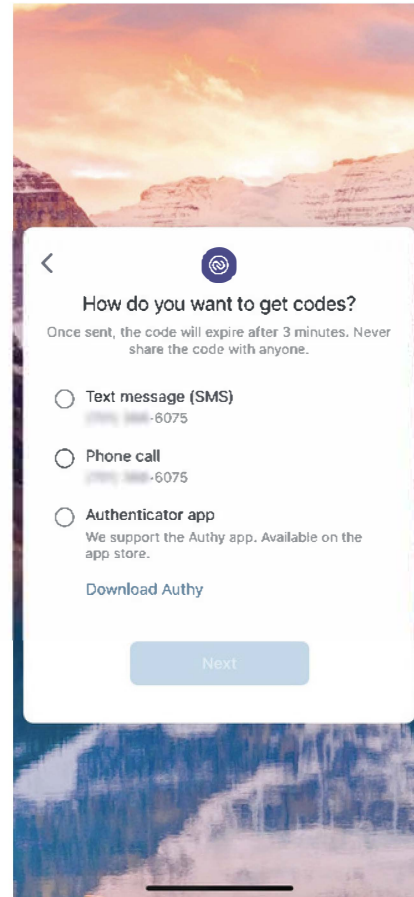 How do you want to get codes?
Once sent, the code will expire after 3 minutes. Never
share the code with anyone.
Text message (SMS)
-6075
Phone call
-6075
Authenticator app
We support the Authy app. Available on the
app store.
Download Authy
Next